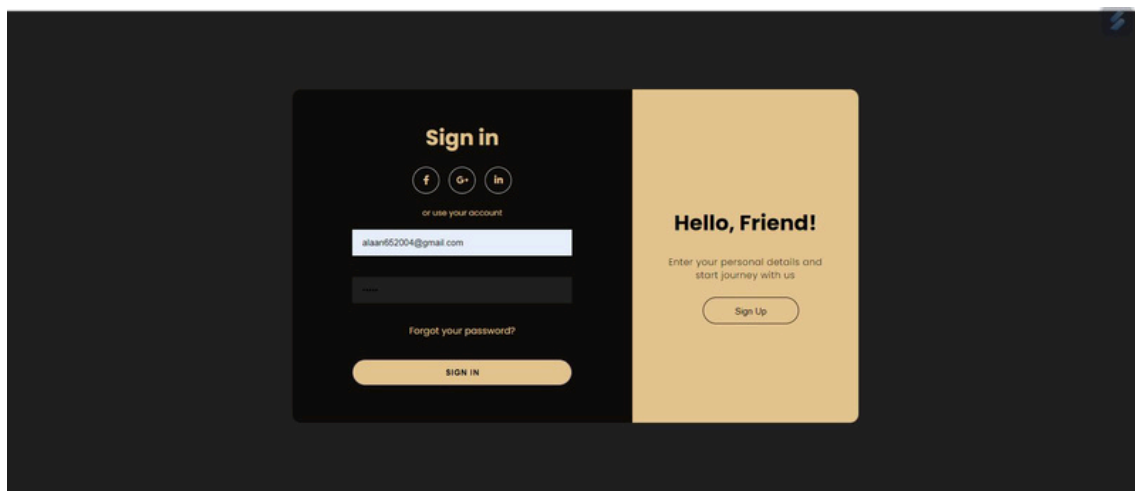 Sign in
f G+ in
or use your account
alaan652004@gmail.com
•••••
Forgot your password?
SIGN IN
Hello, Friend!
Enter your personal details and
start journey with us
Sign Up